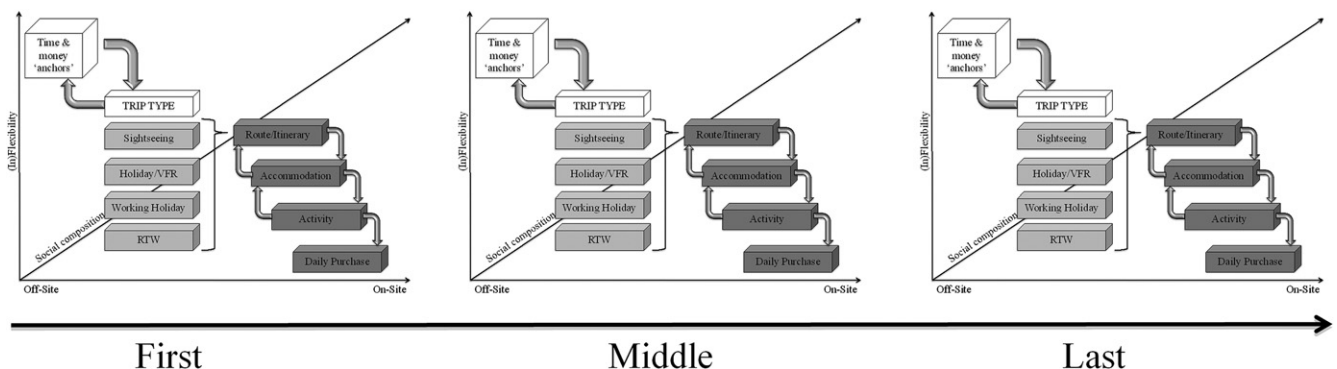 Time &
money
'anchors'
TRIP TYPE
Sightseeing
Holiday/VFR
Working Holiday
RTW
Route/Itinerary
Accommodation
Activity
Daily Purchase
(In)Flexibility
Social composition
Off-Site
On-Site
Time &
money
'anchors'
TRIP TYPE
Sightseeing
Holiday/VFR
Working Holiday
RTW
Route/Itinerary
Accommodation
Activity
Daily Purchase
(In)Flexibility
Social composition
Off-Site
On-Site
Time &
money
'anchors'
TRIP TYPE
Sightseeing
Holiday/VFR
Working Holiday
RTW
Route/Itinerary
Accommodation
Activity
Daily Purchase
(In)Flexibility
Social composition
Off-Site
On-Site
First
Middle
Last